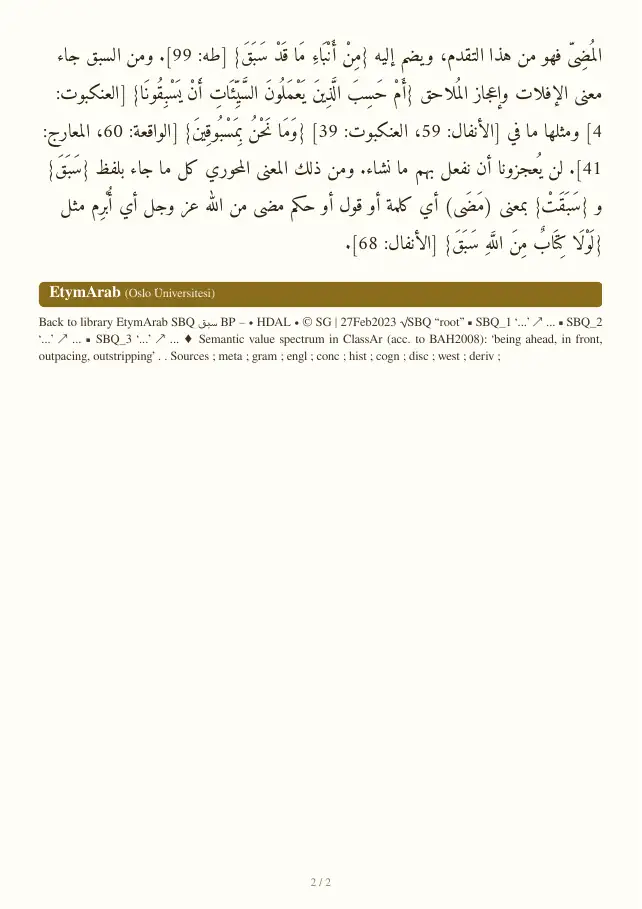 المُضِىّ فهو من هذا التقدم، ويضم إليه {مِنْ أَنْبَاءِ مَا قَدْ سَبَقَ} [طه: 99]. ومن السبق جاء
معنى الإفلات وإعجاز المُلاحق {أَمْ حَسِبَ الَّذِينَ يَعْمَلُونَ السَّيِّئَاتِ أَنْ يَسْبِقُونَا} [العنكبوت:
4] ومثلها ما في [الأنفال: 59، العنكبوت: 39] {وَمَا نَحْنُ بِمَسْبُوقِينَ} [الواقعة: 60، المعارج:
41]. لن يُعجزونا أن نفعل بهم ما نشاء. ومن ذلك المعنى المحوري كل ما جاء بلفظ {سَبَقَ}
و {سَبَقَتْ} بمعنى (مَضَى) أي كلمة أو قول أو حكم مضى من الله عز وجل أي أُبْرِم مثل
{لَوْلَا كِتَابٌ مِنَ اللَّهِ سَبَقَ} [الأنفال: 68].
EtymArab (Oslo Üniversitesi)
Back to library EtymArab SBQ سبق BP – • HDAL • © SG | 27Feb2023 √SBQ “root” ▪ SBQ_1 ‘...’ ↗ ... ▪ SBQ_2
‘...’ ↗ ... ▪ SBQ_3 ‘...’ ↗ ... ♦ Semantic value spectrum in ClassAr (acc. to BAH2008): ‘being ahead, in front,
outpacing, outstripping’ . . Sources ; meta ; gram ; engl ; conc ; hist ; cogn ; disc ; west ; deriv ;
2 / 2